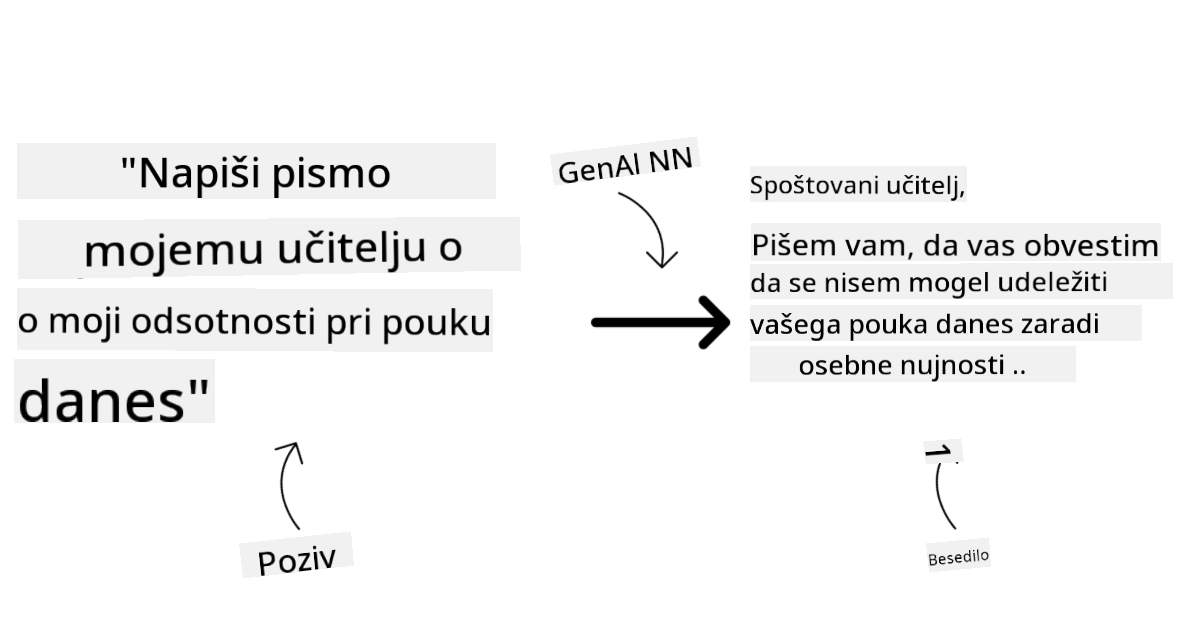 "Napiši pismo
mojemu učitelju o
o moji odsotnosti pri pouku
danes"
Poziv
GenAI NN
Spoštovani učitelj,
Pišem vam, da vas obvestim
da se nisem mogel udeležiti
vašega pouka danes zaradi
osebne nujnosti ..
Besedilo